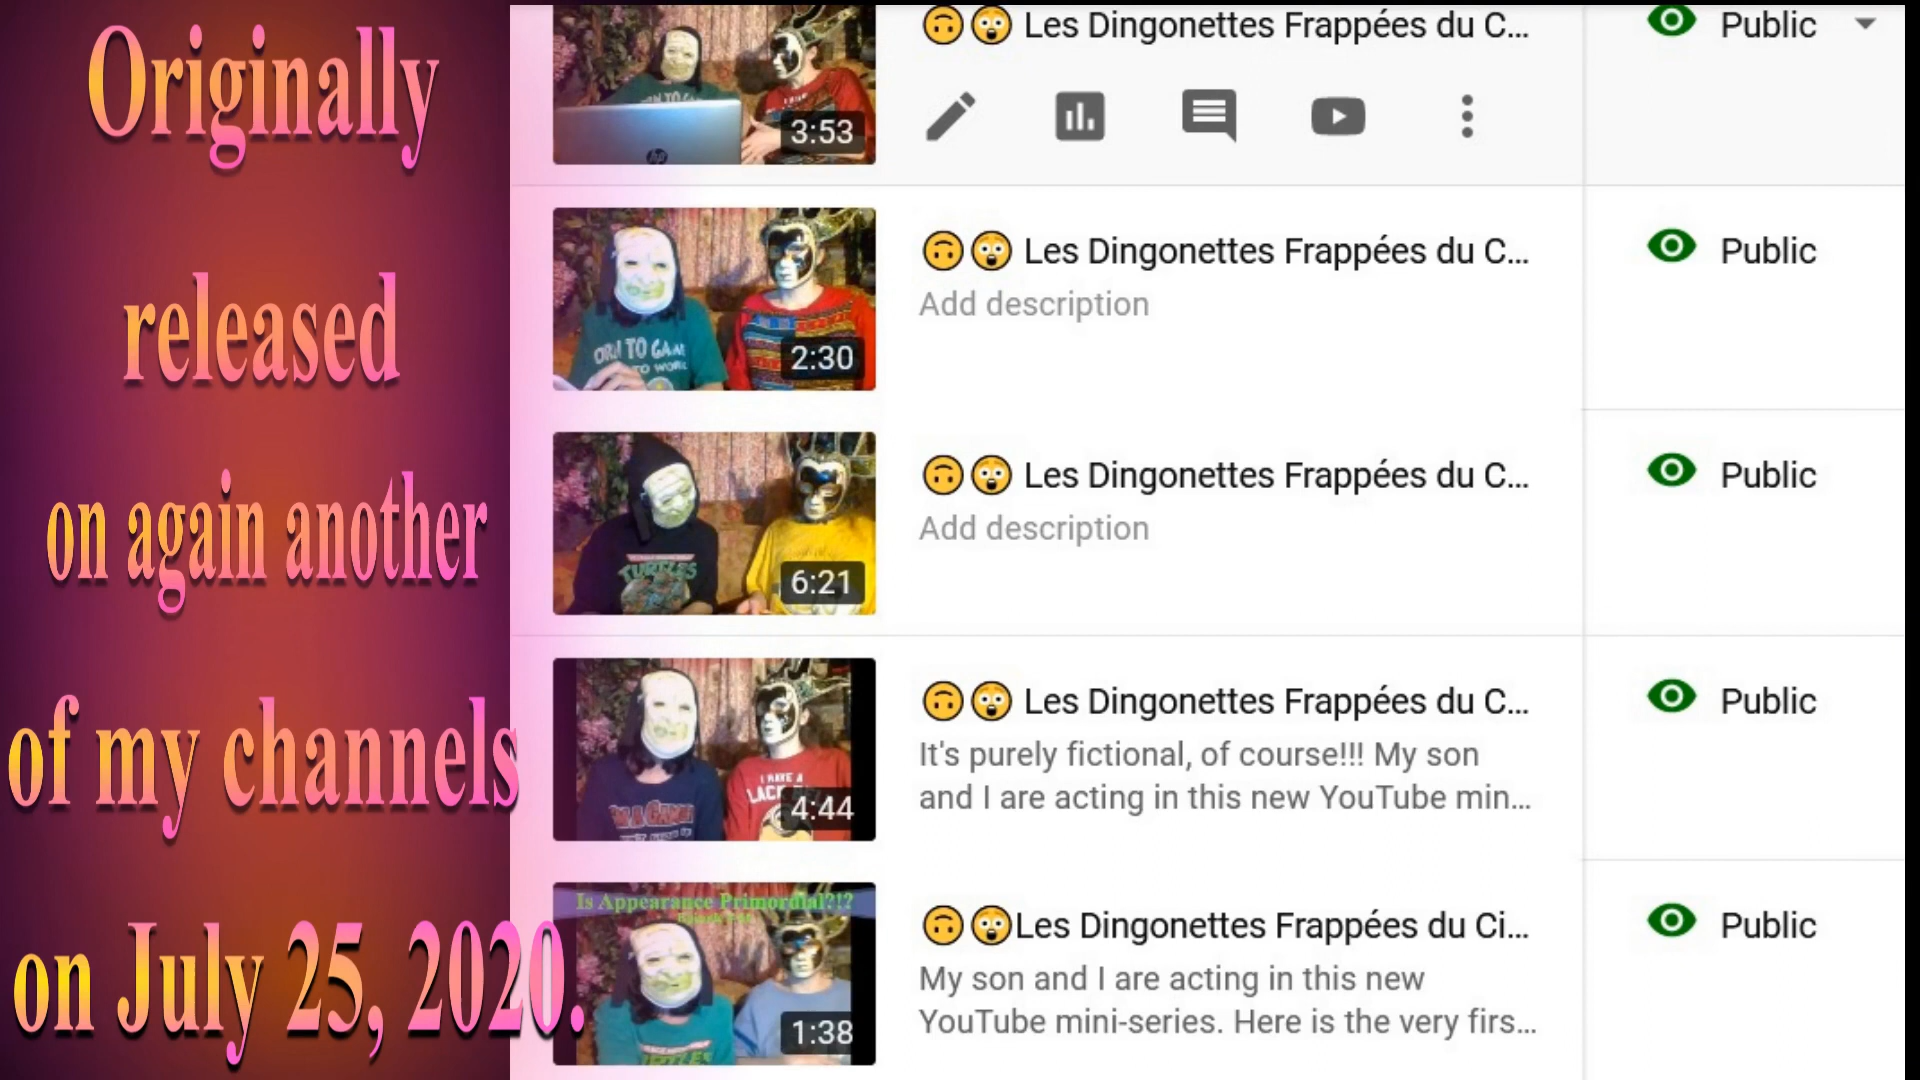 Originally
released
on again another
of my channels
on July 25, 2020.
🙃😲 Les Dingonettes Frappées du C...
Public
3:53
🙃😲 Les Dingonettes Frappées du C...
Add description
Public
2:30
🙃😲 Les Dingonettes Frappées du C...
Add description
Public
TURTLES
6:21
🙃😲 Les Dingonettes Frappées du C...
It's purely fictional, of course!!! My son
and I are acting in this new YouTube min...
Public
I HAVE A
4:44
Is Appearance Primordial?!?
🙃😲Les Dingonettes Frappées du Ci...
My son and I are acting in this new
YouTube mini-series. Here is the very firs...
Public
1:38